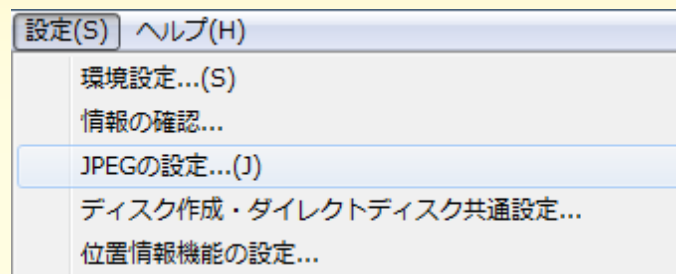 設定(S) ヘルプ(H)
環境設定...(S)
情報の確認...
JPEGの設定...(J)
ディスク作成・ダイレクトディスク共通設定...
位置情報機能の設定...